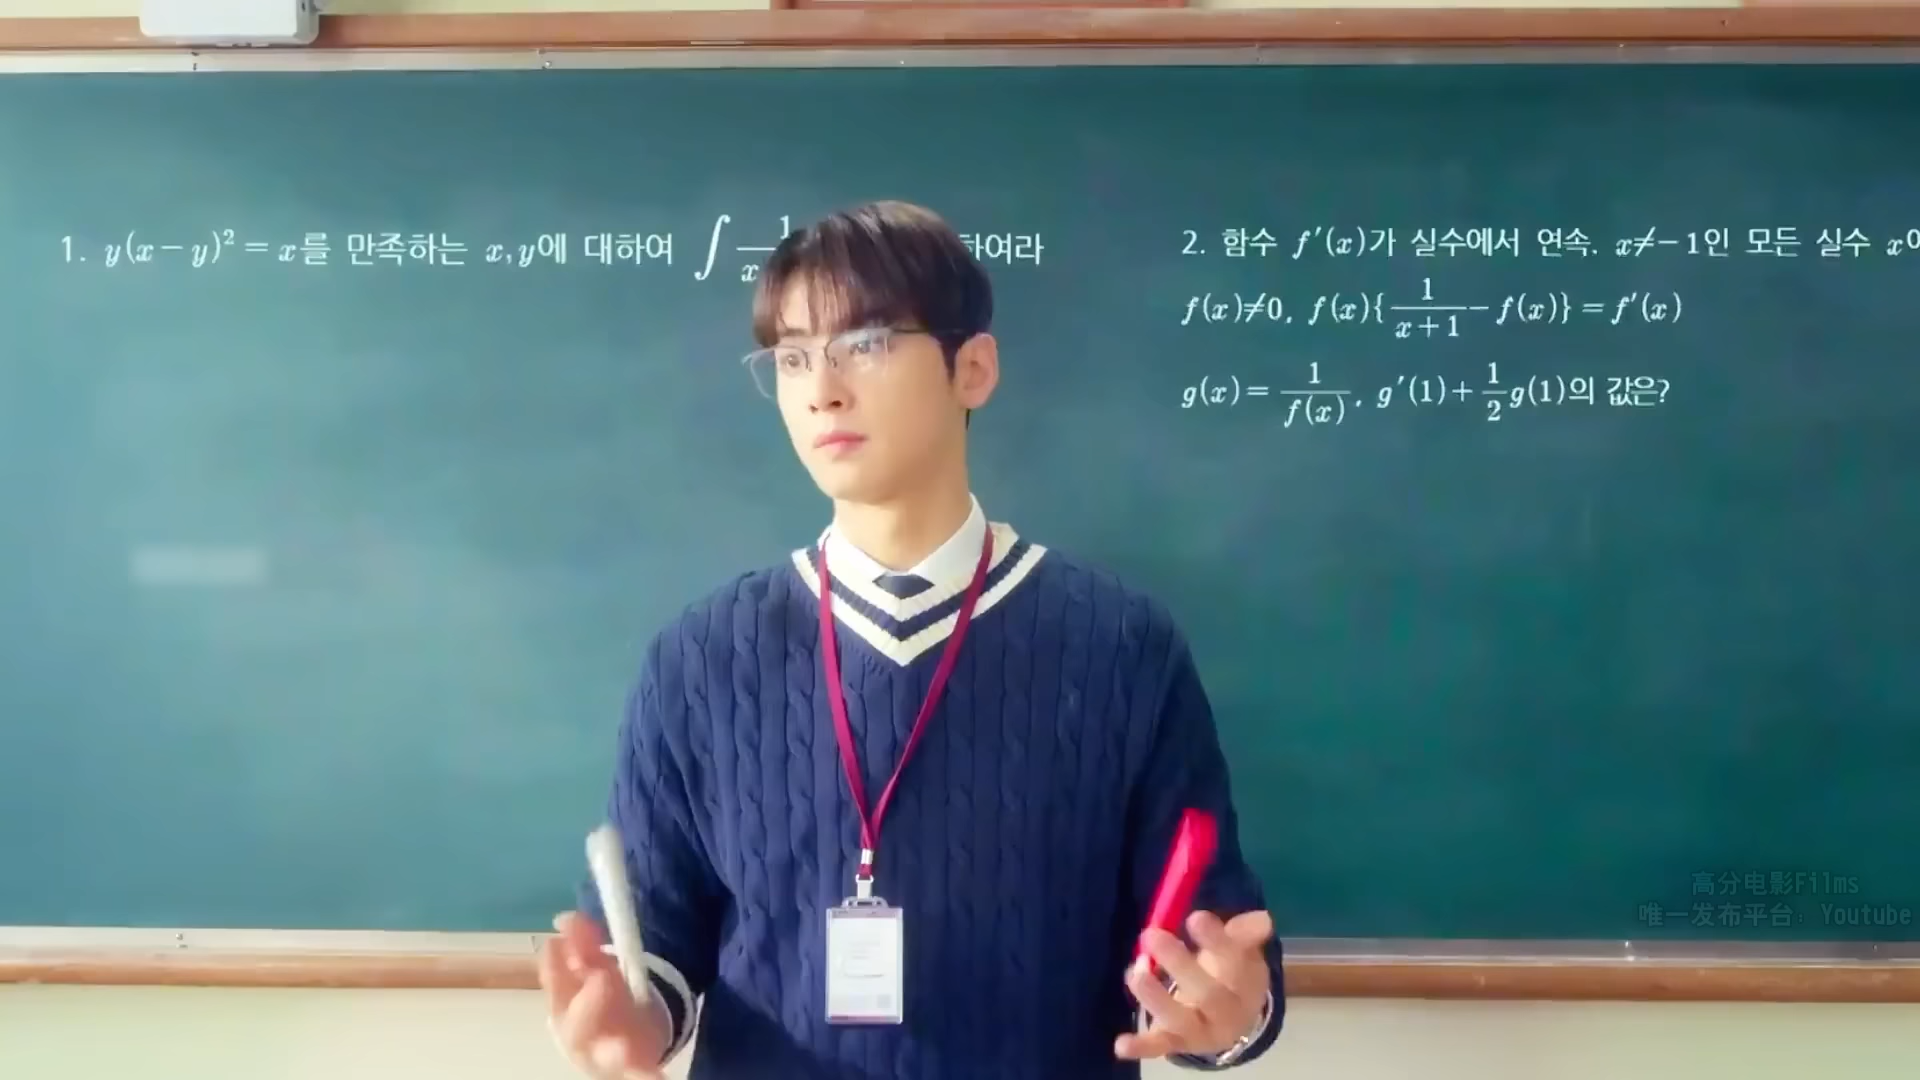 1. y(x−y)² = x를 만족하는 x, y에 대하여 ∫ 1 x 하여라
2. 함수 f′(x)가 실수에서 연속. x≠−1인 모든 실수 x
f(x)≠0. f(x){1/(x+1)−f(x)} = f′(x)
g(x) = 1/f(x). g′(1)+1/2 g(1)의 값은?
高分电影Films
唯一发布平台：Youtube